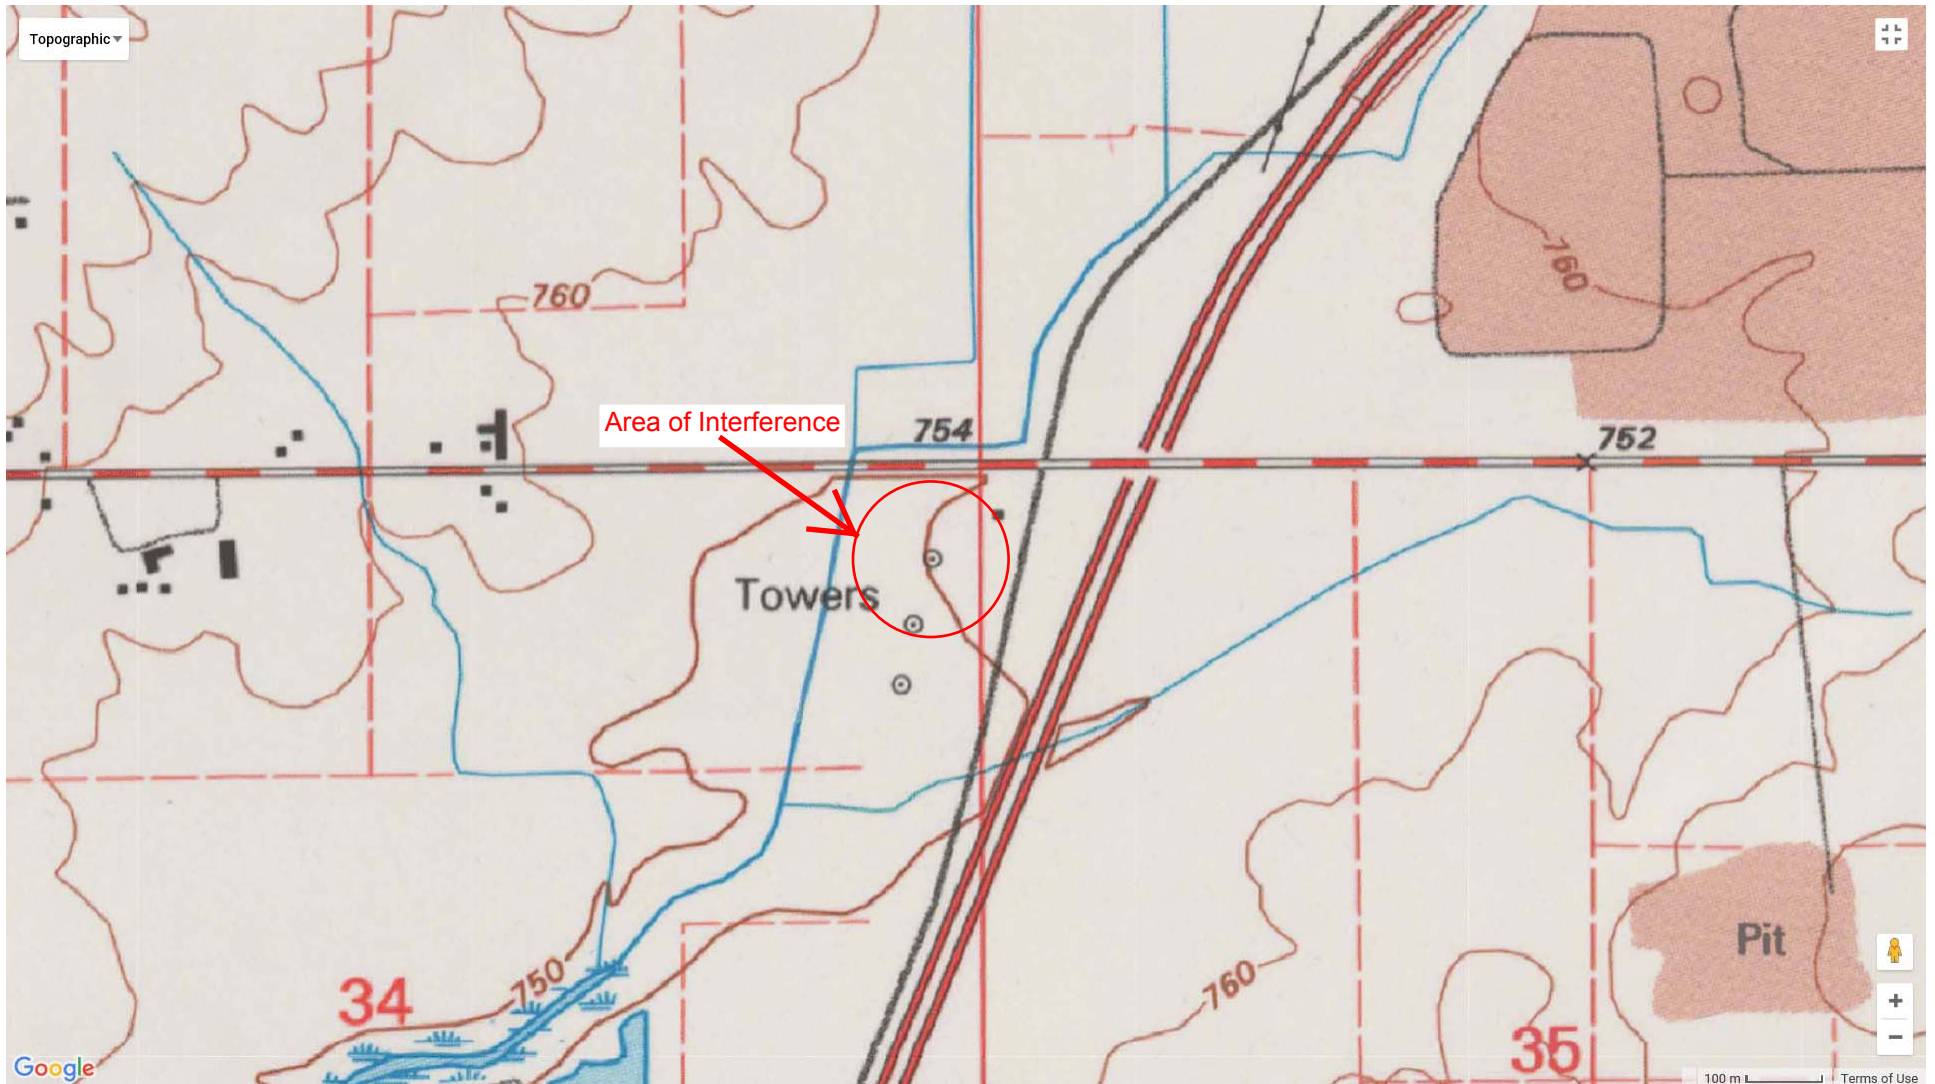 Topographic
760
760
Area of Interference
754
752
Towers
750
34
760
Pit
35
Google
100 m
Terms of Use